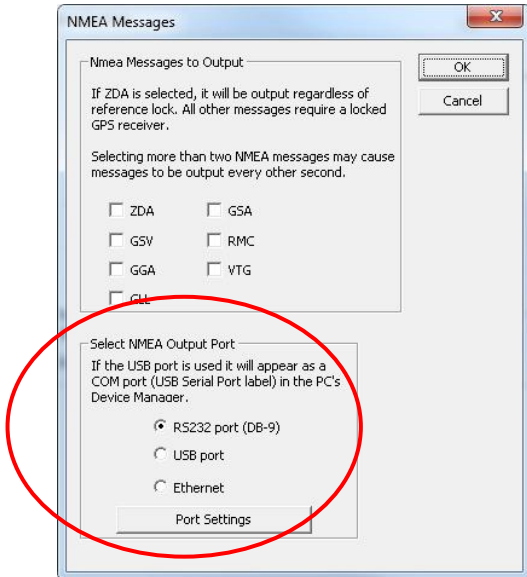 NMEA Messages
Nmea Messages to Output
OK
If ZDA is selected, it will be output regardless of
reference lock. All other messages require a locked
GPS receiver.
Cancel
Selecting more than two NMEA messages may cause
messages to be output every other second.
ZDA GSA
GSV RMC
GGA VTG
GLL
Select NMEA Output Port
If the USB port is used it will appear as a
COM port (USB Serial Port label) in the PC's
Device Manager.
RS232 port (DB-9)
USB port
Ethernet
Port Settings